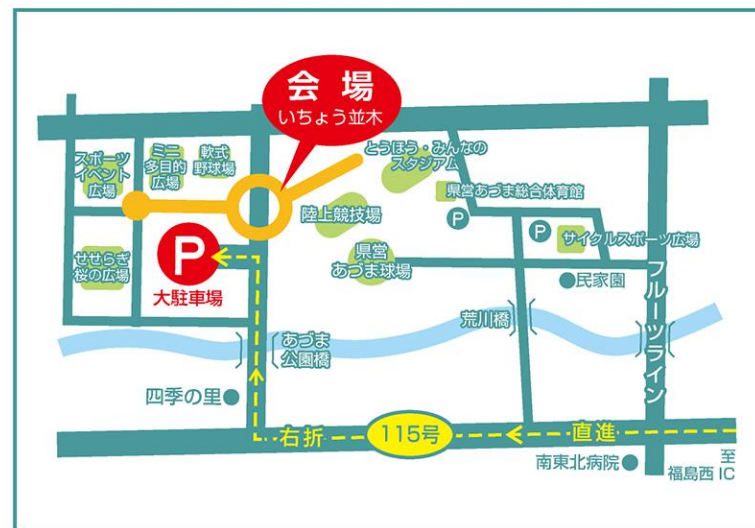 会場
いちょう並木
スポーツ
イベント
広場
ミニ
多目的
広場
軟式
野球場
とうほう・みんなの
スタジアム
陸上競技場
県営あづま総合体育館
P
P
サイクルスポーツ広場
せせらぎ
桜の広場
P
大駐車場
県営
あづま球場
民家園
フルーツライン
荒川橋
あづま
公園橋
四季の里
右折
115号
直進
南東北病院
至
福島西 IC